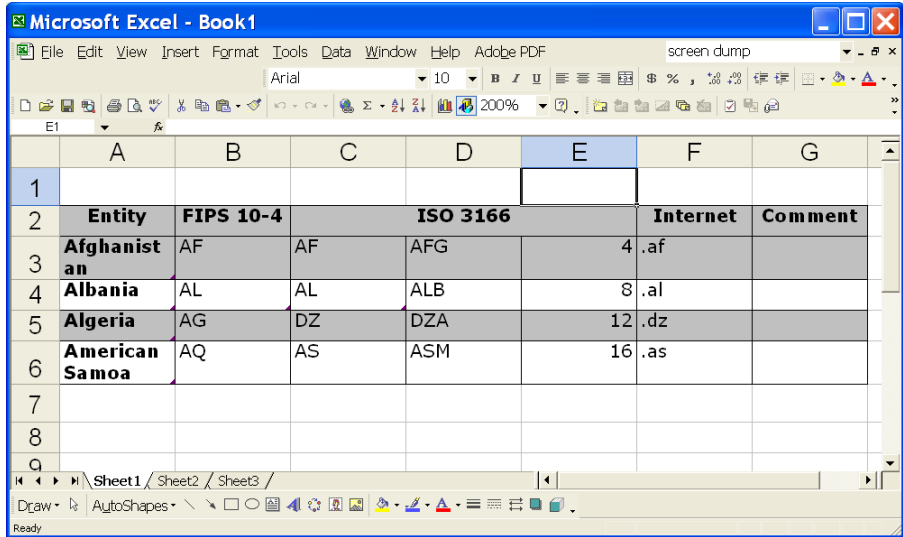 Microsoft Excel - Book1
File Edit View Insert Format Tools Data Window Help Adobe PDF screen dump
Arial 10 B I U $ % ,
200%
E1 fx
A B C D E F G
1
2 Entity FIPS 10-4 ISO 3166 Internet Comment
3 Afghanist
an AF AF AFG 4 .af
4 Albania AL AL ALB 8 .al
5 Algeria AG DZ DZA 12 .dz
6 American
Samoa AQ AS ASM 16 .as
7
8
9
Sheet1 / Sheet2 / Sheet3 /
Draw AutoShapes
Ready